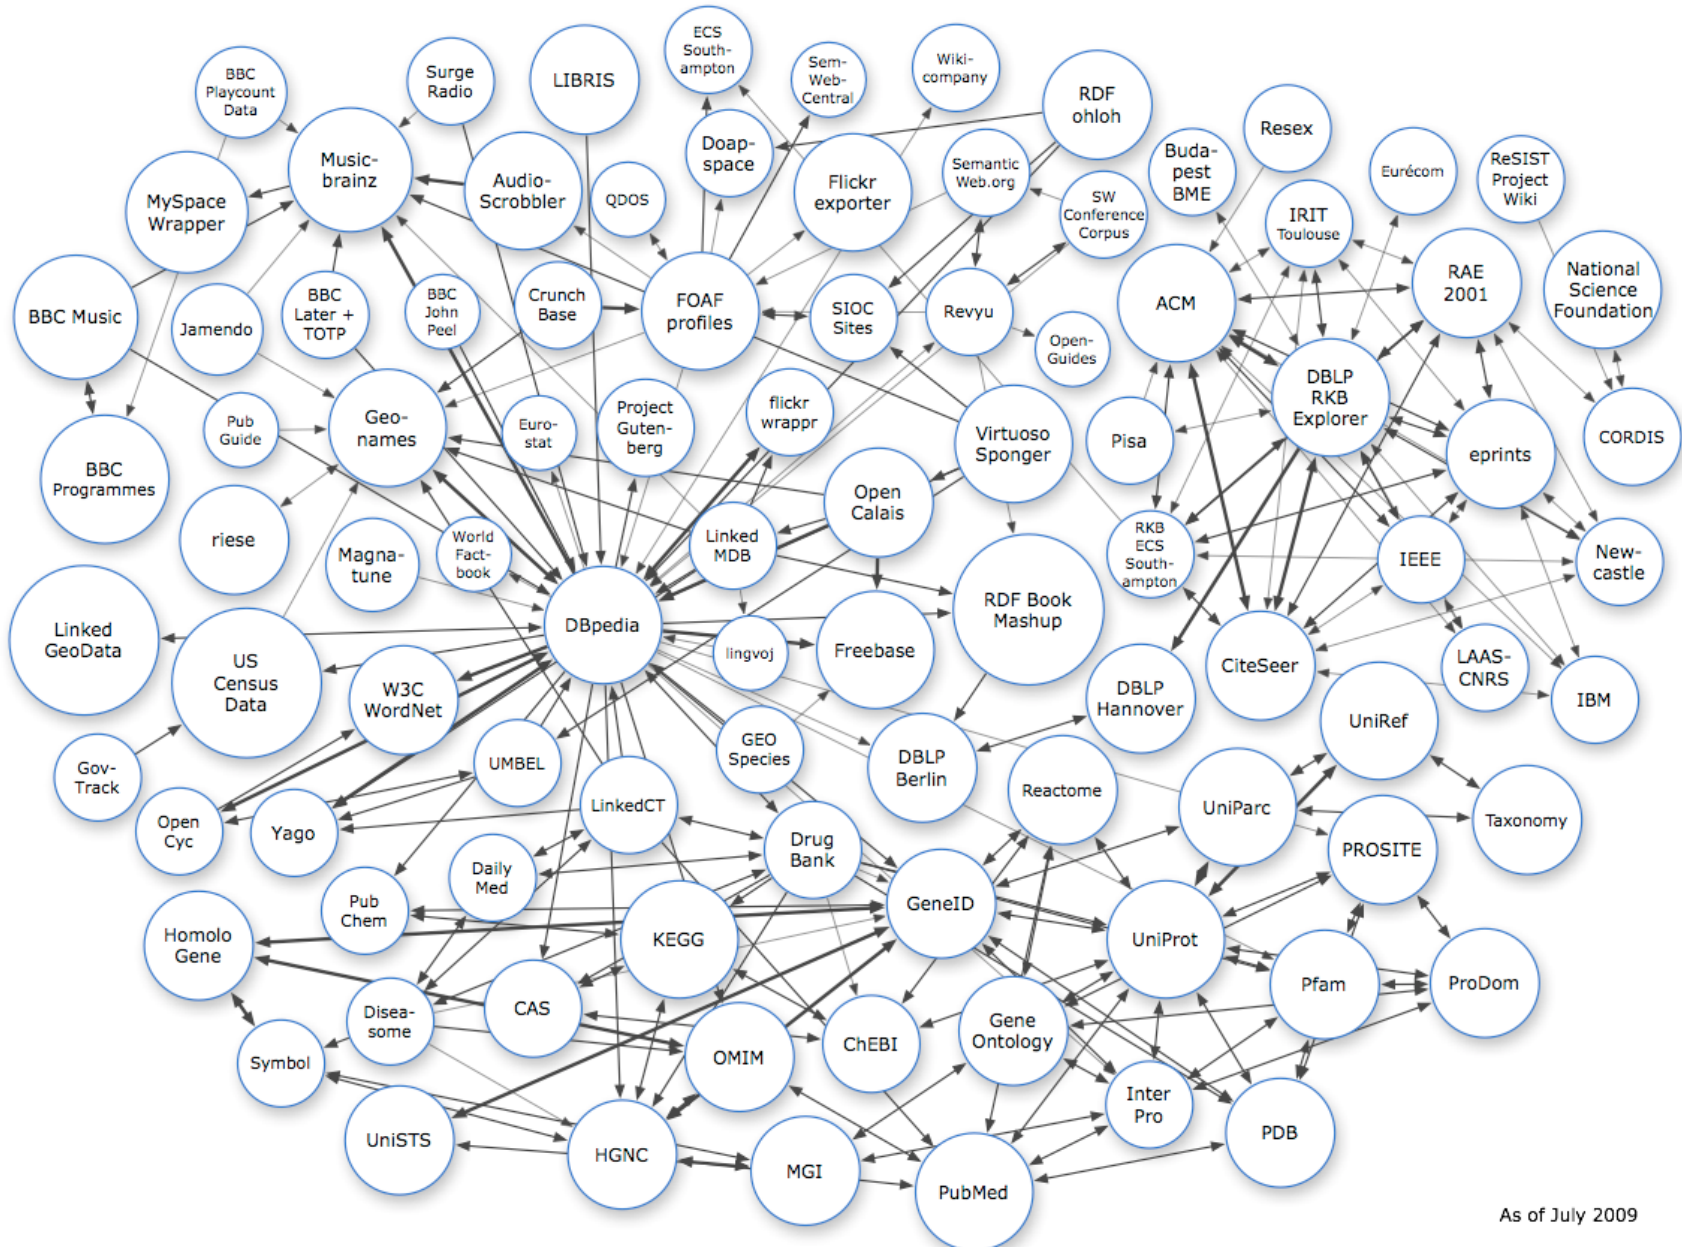 ECS
South-
ampton
Wiki-
company
BBC
Playcount
Data
Surge
Radio
LIBRIS
Sem-
Web-
Central
RDF
ohloh
Resex
Music-
brainz
Doap-
space
Buda-
pest
BME
Eurécom
ReSIST
Project
Wiki
MySpace
Wrapper
Audio-
Scrobbler
QDOS
Flickr
exporter
Semantic
Web.org
SW
Conference
Corpus
IRIT
Toulouse
BBC Music
Jamendo
BBC
Later +
TOTP
BBC
John
Peel
Crunch
Base
FOAF
profiles
SIOC
Sites
Revyu
Open-
Guides
ACM
RAE
2001
National
Science
Foundation
DBLP
RKB
Explorer
Pub
Guide
Geo-
names
Euro-
stat
Project
Guten-
berg
flickr
wrappr
Virtuoso
Sponger
Pisa
eprints
CORDIS
BBC
Programmes
riese
Magna-
tune
World
Fact-
book
Linked
MDB
Open
Calais
RKB
ECS
South-
ampton
IEEE
New-
castle
Linked
GeoData
US
Census
Data
W3C
WordNet
DBpedia
lingvoj
Freebase
RDF Book
Mashup
DBLP
Hannover
CiteSeer
LAAS-
CNRS
IBM
Gov-
Track
Open
Cyc
Yago
UMBEL
LinkedCT
GEO
Species
DBLP
Berlin
Reactome
UniParc
UniRef
Taxonomy
PROSITE
Daily
Med
Drug
Bank
Pub
Chem
Homolo
Gene
KEGG
GeneID
UniProt
Pfam
ProDom
Disea-
some
CAS
Symbol
OMIM
ChEBI
Gene
Ontology
Inter
Pro
PDB
UniSTS
HGNC
MGI
PubMed
As of July 2009